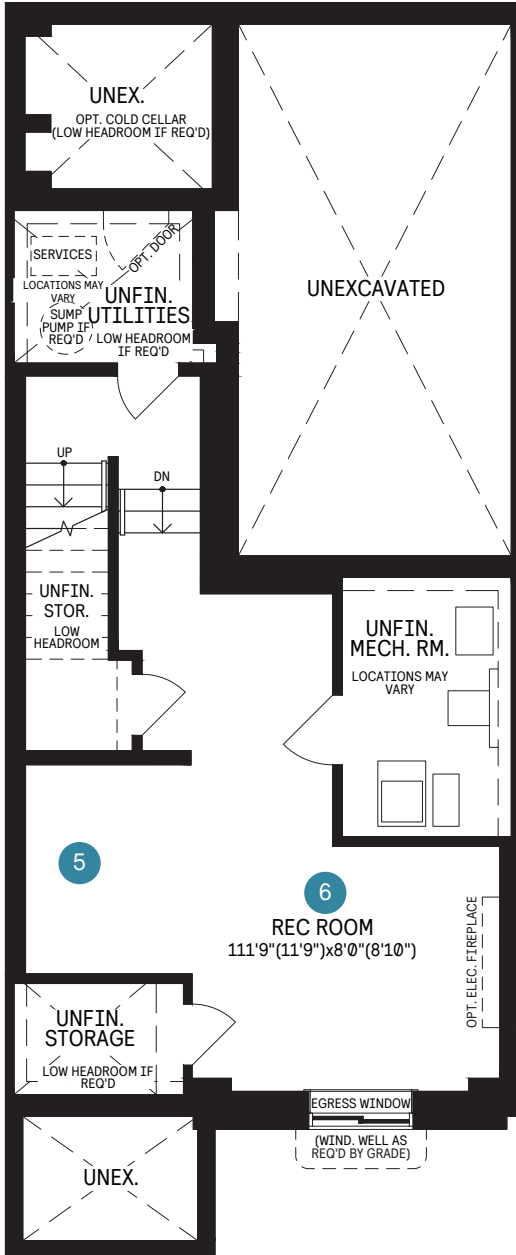 UNEX.
OPT. COLD CELLAR
(LOW HEADROOM IF REQ'D)
UNEXCAVATED
SERVICES
OPT. DOOR
LOCATIONS MAY
VARY
SUMP
PUMP IF
REQ'D
UNFIN.
UTILITIES
LOW HEADROOM
IF REQ'D
UP
DN
UNFIN.
STOR.
LOW
HEADROOM
UNFIN.
MECH. RM.
LOCATIONS MAY
VARY
5
6
REC ROOM
111'9"(11'9")x8'0"(8'10")
OPT. ELEC. FIREPLACE
UNFIN.
STORAGE
LOW HEADROOM IF
REQ'D
EGRESS WINDOW
(WIND. WELL AS
REQ'D BY GRADE)
UNEX.